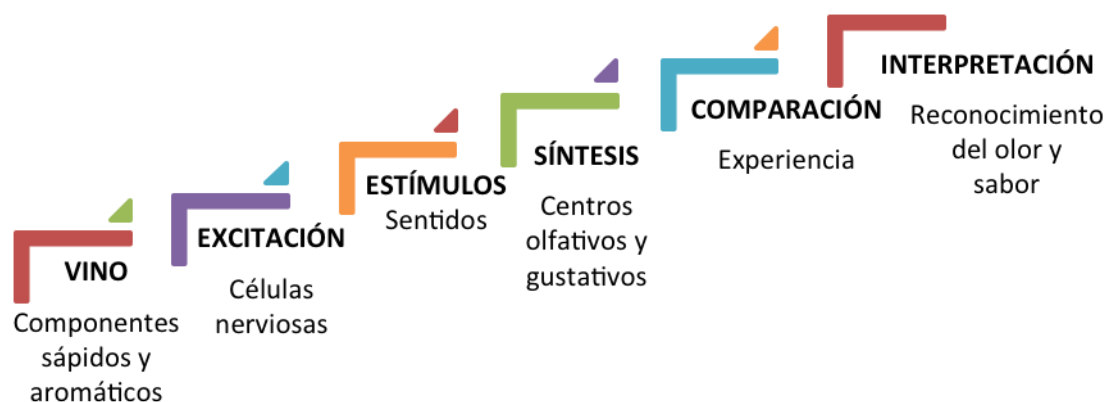 VINO
Componentes
sápidos y
aromáticos
EXCITACIÓN
Células
nerviosas
ESTÍMULOS
Sentidos
SÍNTESIS
Centros
olfativos y
gustativos
COMPARACIÓN
Experiencia
INTERPRETACIÓN
Reconocimiento
del olor y
sabor